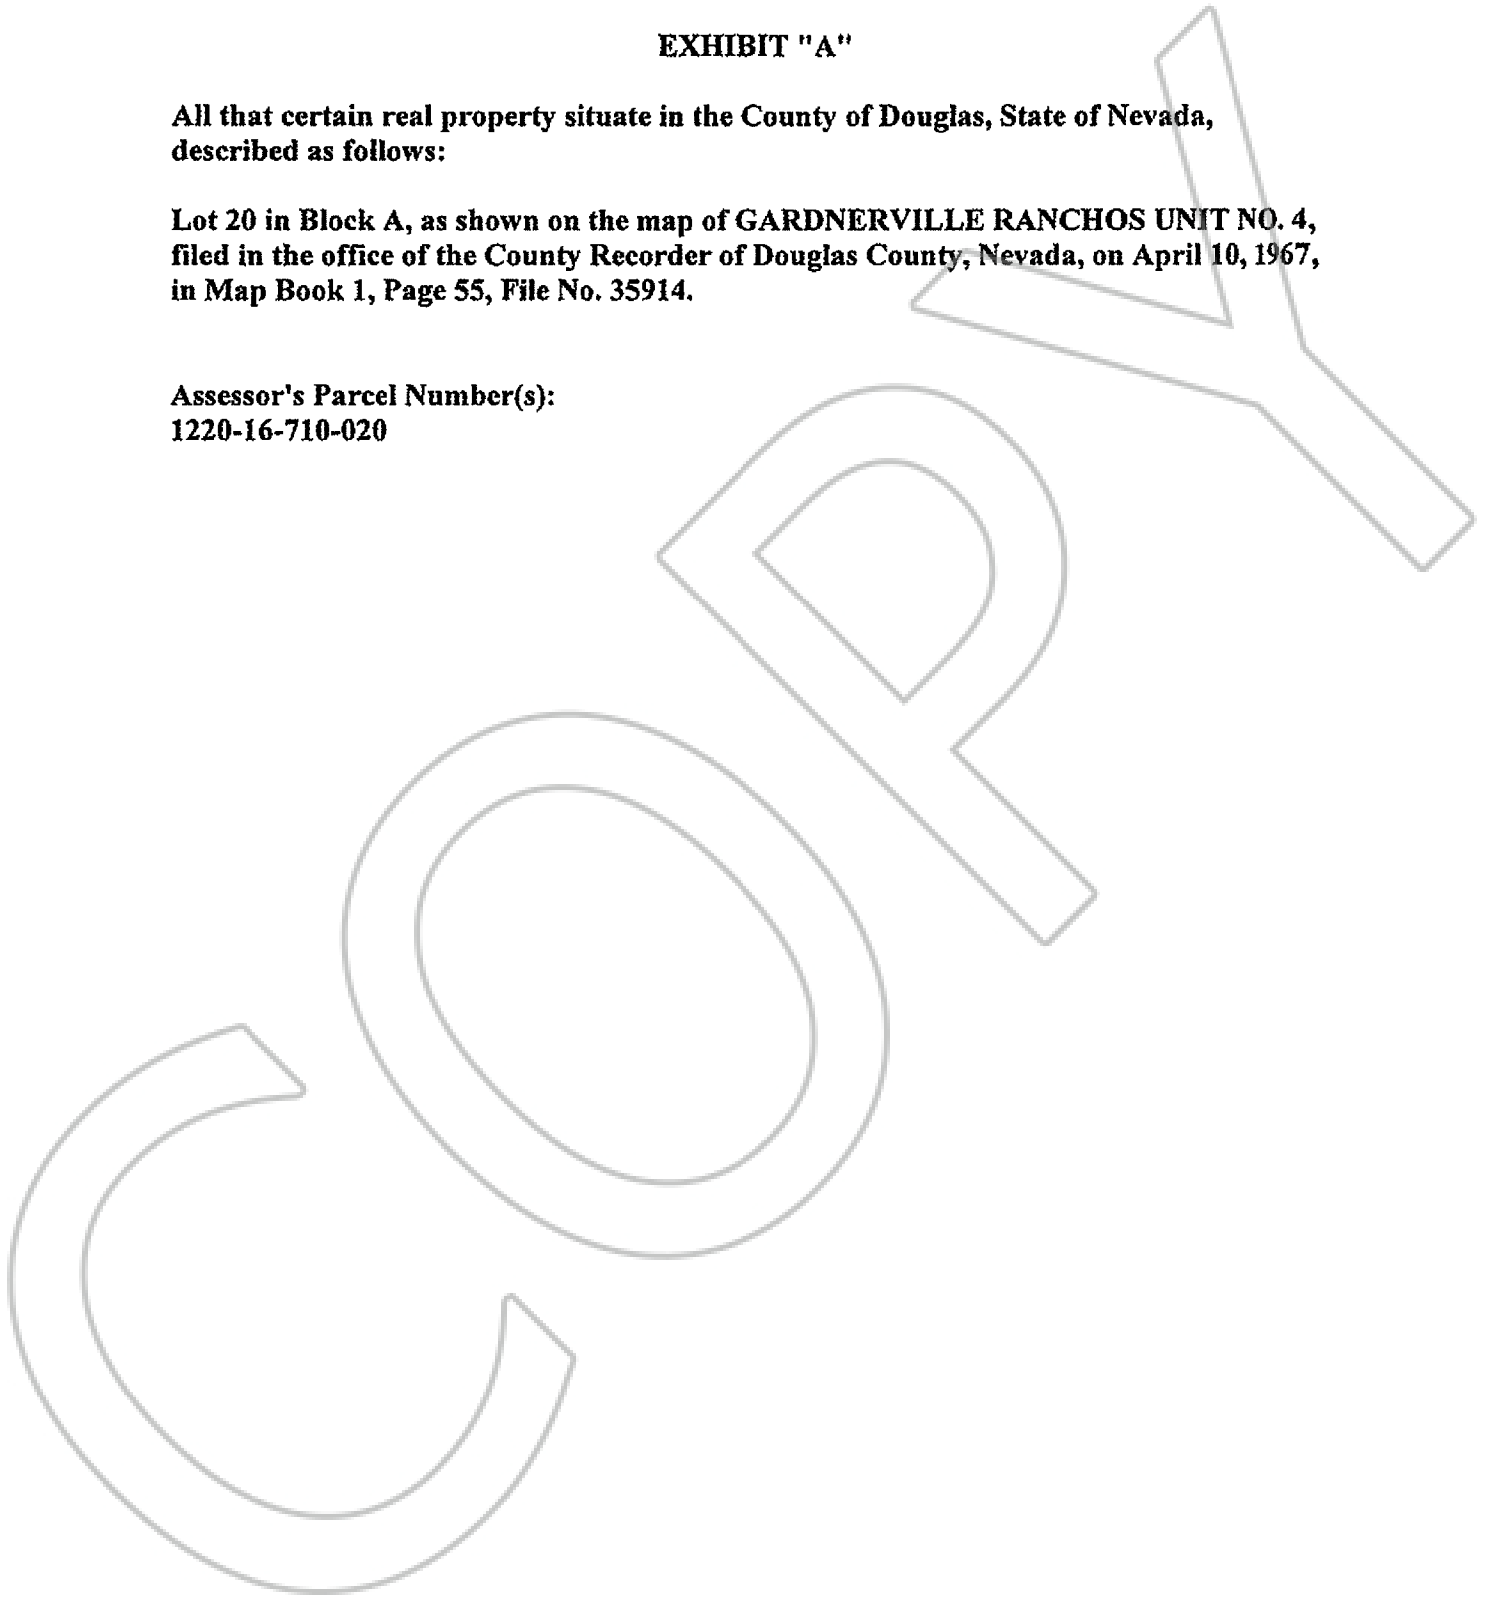 EXHIBIT "A"
All that certain real property situate in the County of Douglas, State of Nevada,
described as follows:
Lot 20 in Block A, as shown on the map of GARDNERVILLE RANCHOS UNIT NO. 4,
filed in the office of the County Recorder of Douglas County, Nevada, on April 10, 1967,
in Map Book 1, Page 55, File No. 35914.
Assessor's Parcel Number(s):
1220-16-710-020
COPY